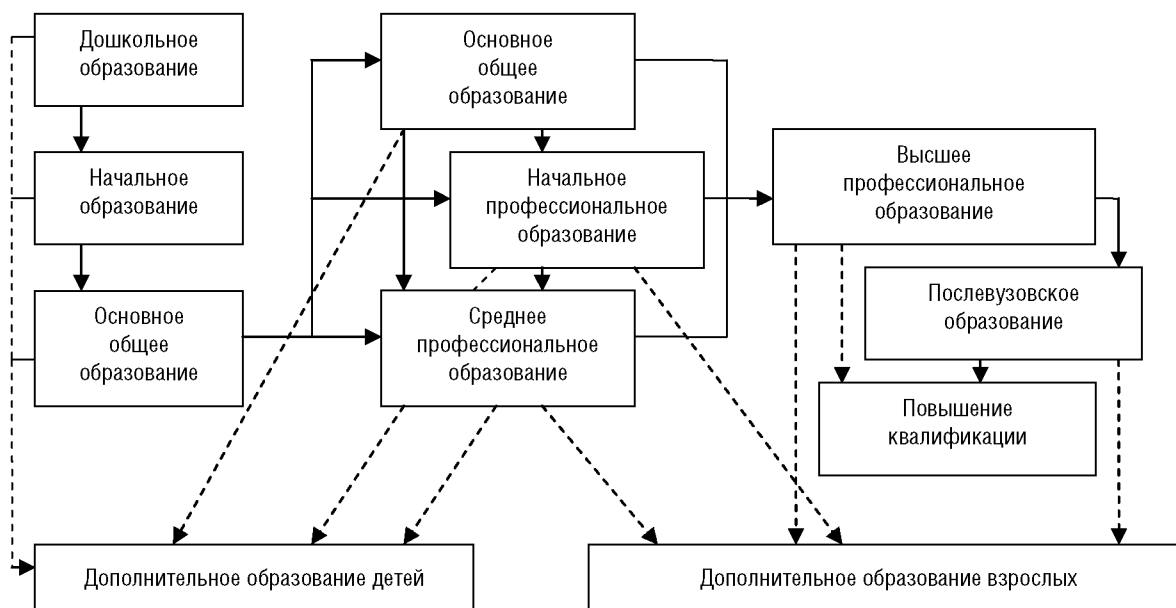 Дошкольное
образование
Начальное
образование
Основное
общее
образование
Основное
общее
образование
Начальное
профессиональное
образование
Среднее
профессиональное
образование
Высшее
профессиональное
образование
Послевузовское
образование
Повышение
квалификации
Дополнительное образование детей
Дополнительное образование взрослых